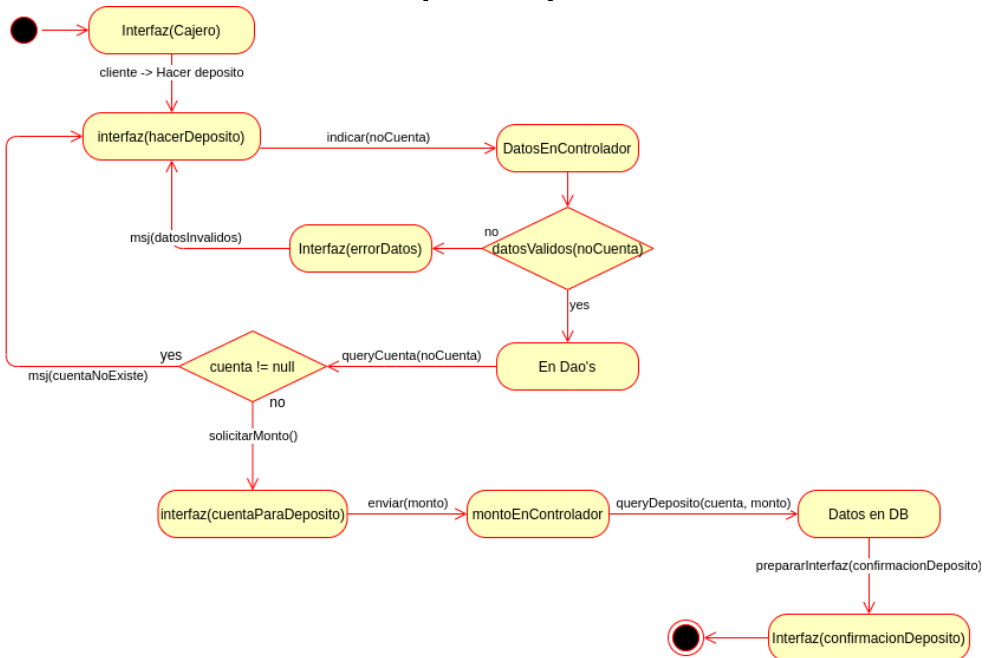 Interfaz(Cajero)
cliente -> Hacer deposito
interfaz(hacerDeposito)
indicar(noCuenta)
DatosEnControlador
no
datosValidos(noCuenta)
msj(datosInvalidos)
Interfaz(errorDatos)
yes
yes
cuenta != null
queryCuenta(noCuenta)
En Dao's
msj(cuentaNoExiste)
no
solicitarMonto()
interfaz(cuentaParaDeposito)
enviar(monto)
montoEnControlador
queryDeposito(cuenta, monto)
Datos en DB
prepararInterfaz(confirmacionDeposito)
Interfaz(confirmacionDeposito)